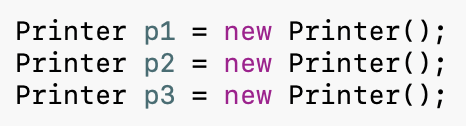 Printer p1 = new Printer();
Printer p2 = new Printer();
Printer p3 = new Printer();